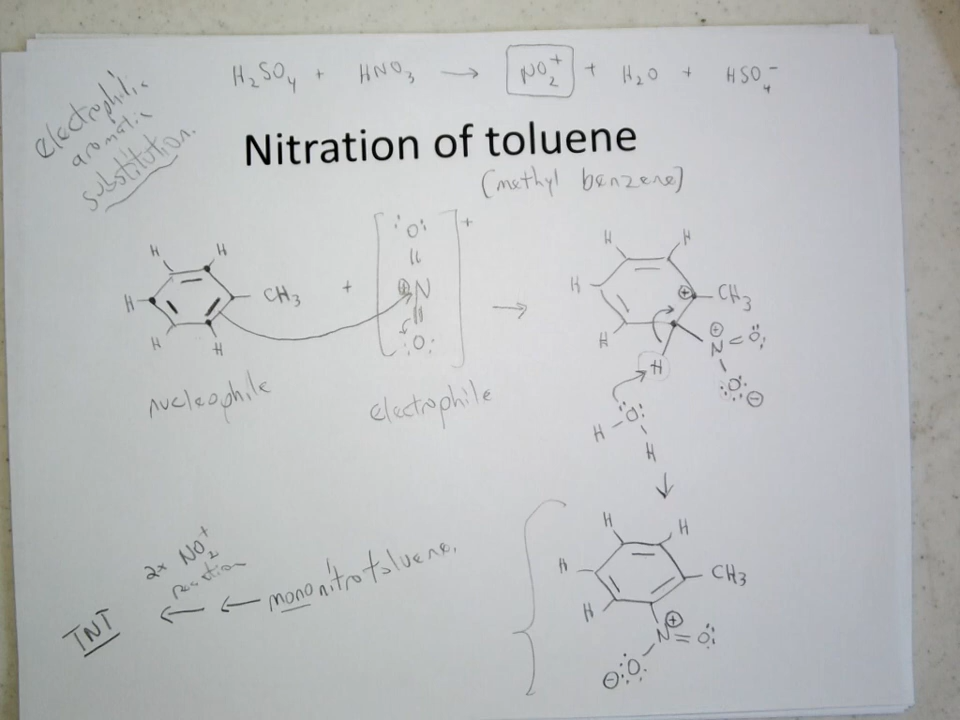 H₂SO₄ + HNO₃ → NO₂⁺ + H₂O + HSO₄⁻
electrophilic
aromatic
substitution.
Nitration of toluene
(methyl benzene)
H H
H CH₃
H H
+
[:O: = ⊕N = :O:]⁺
→
H H
H ⊕ CH₃
H H
⊕N = O:
:O: ⊖
nucleophile
electrophile
H O: H
↓
2x NO₂⁺
reaction
TNT ← ← mononitrotoluene.
H H
H CH₃
H
N⊕ = O:
⊖:O: